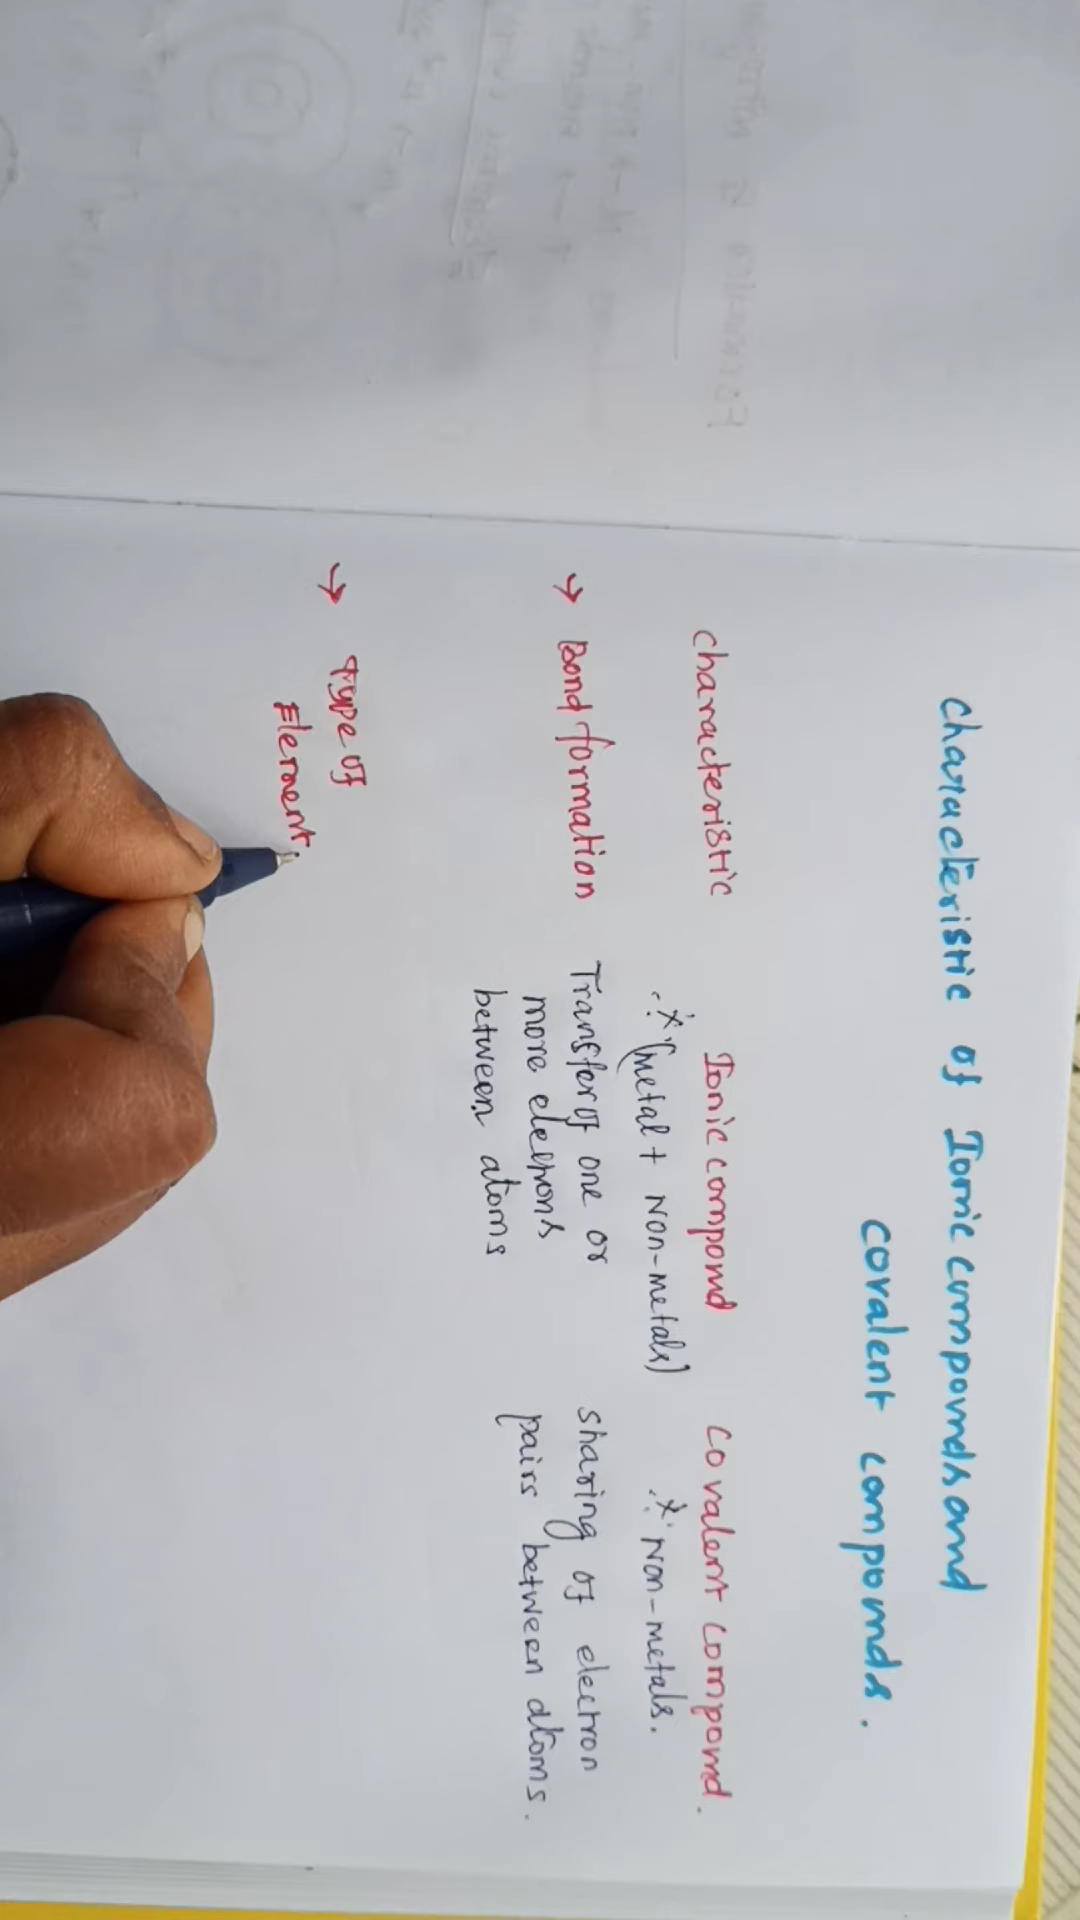 characteristic of Ionic compounds and
covalent compounds.
characteristic
Ionic compound
covalent compound.
(metal + Non-metals)
Non-metals.
→ Bond formation
Transfer of one or
more electrons
between atoms
sharing of electron
pairs between atoms.
→ Type of
Element.